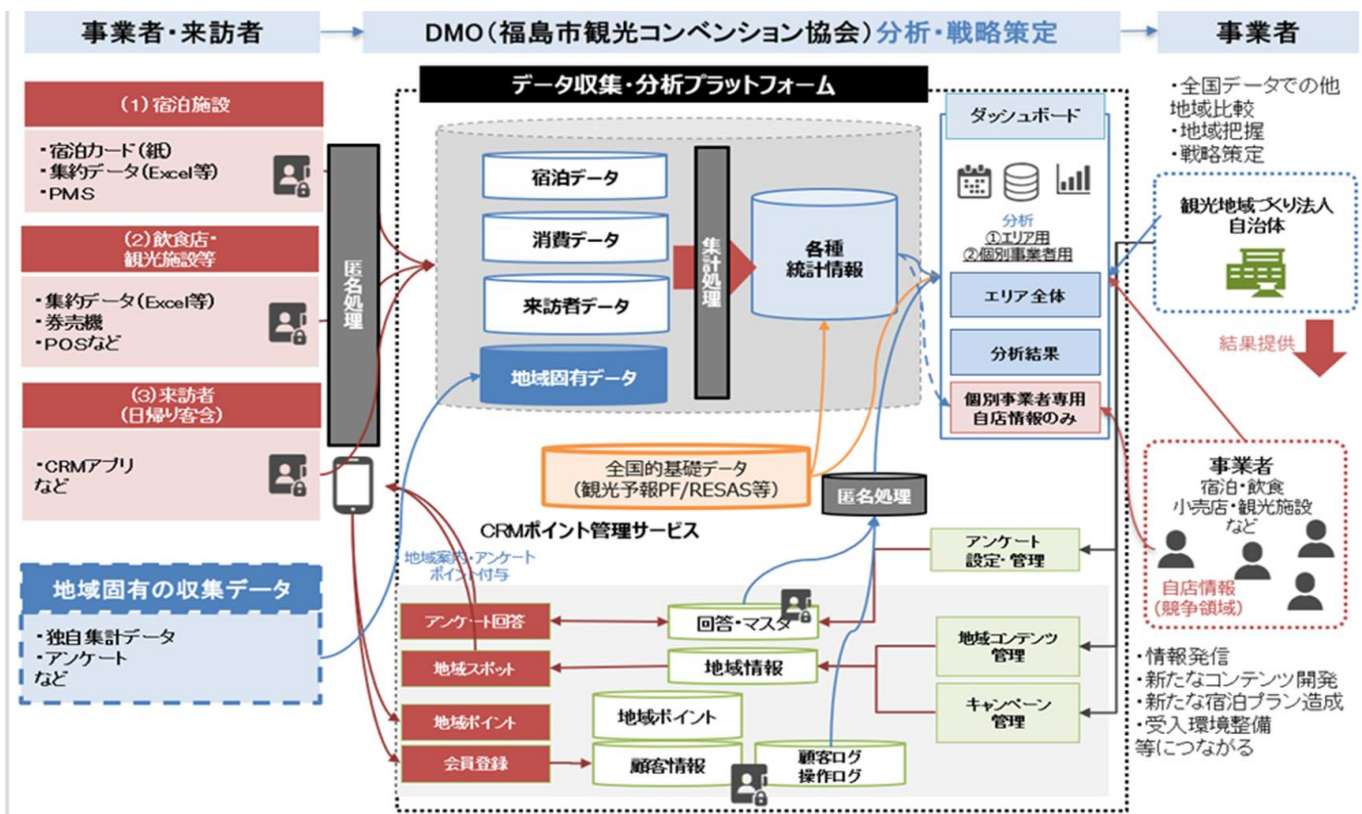 事業者・来訪者
DMO(福島市観光コンベンション協会)分析・戦略策定
事業者
(1)宿泊施設
・宿泊カード(紙)
・集約データ(Excel等)
・PMS
(2)飲食店・
観光施設等
・集約データ(Excel等)
・券売機
・POSなど
(3)来訪者
(日帰り客含)
・CRMアプリ
など
地域固有の収集データ
・独自集計データ
・アンケート
など
匿名処理
データ収集・分析プラットフォーム
宿泊データ
消費データ
来訪者データ
地域固有データ
集計処理
各種
統計情報
全国的基礎データ
(観光予報PF/RESAS等)
匿名処理
ダッシュボード
分析
①エリア用
②個別事業者用
エリア全体
分析結果
個別事業者専用
自店情報のみ
CRMポイント管理サービス
地域案内・アンケート
ポイント付与
アンケート回答
地域スポット
地域ポイント
会員登録
回答・マスタ
地域情報
地域ポイント
顧客情報
顧客ログ
操作ログ
アンケート
設定・管理
地域コンテンツ
管理
キャンペーン
管理
・全国データでの他
地域比較
・地域把握
・戦略策定
観光地域づくり法人
自治体
結果提供
事業者
宿泊・飲食
小売店・観光施設
など
自店情報
(競争領域)
・情報発信
・新たなコンテンツ開発
・新たな宿泊プラン造成
・受入環境整備
等につながる